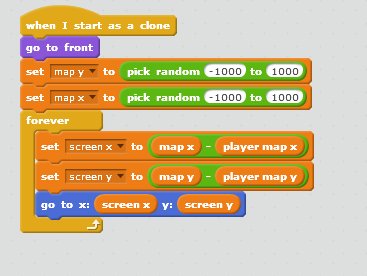 when I start as a clone
go to front
set map y to pick random -1000 to 1000
set map x to pick random -1000 to 1000
forever
set screen x to map x - player map x
set screen y to map y - player map y
go to x: screen x y: screen y